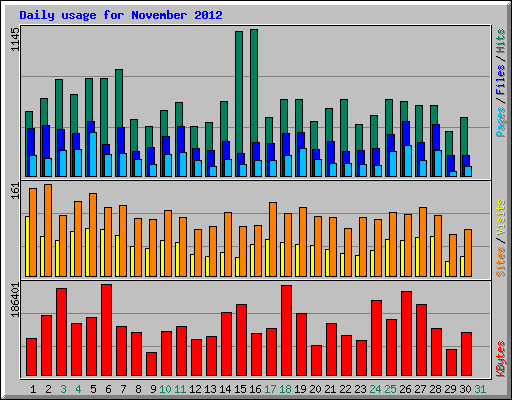 Daily usage for November 2012
1145
Pages / Files / Hits
161
Sites / Visits
186401
KBytes
1 2 3 4 5 6 7 8 9 10 11 12 13 14 15 16 17 18 19 20 21 22 23 24 25 26 27 28 29 30 31